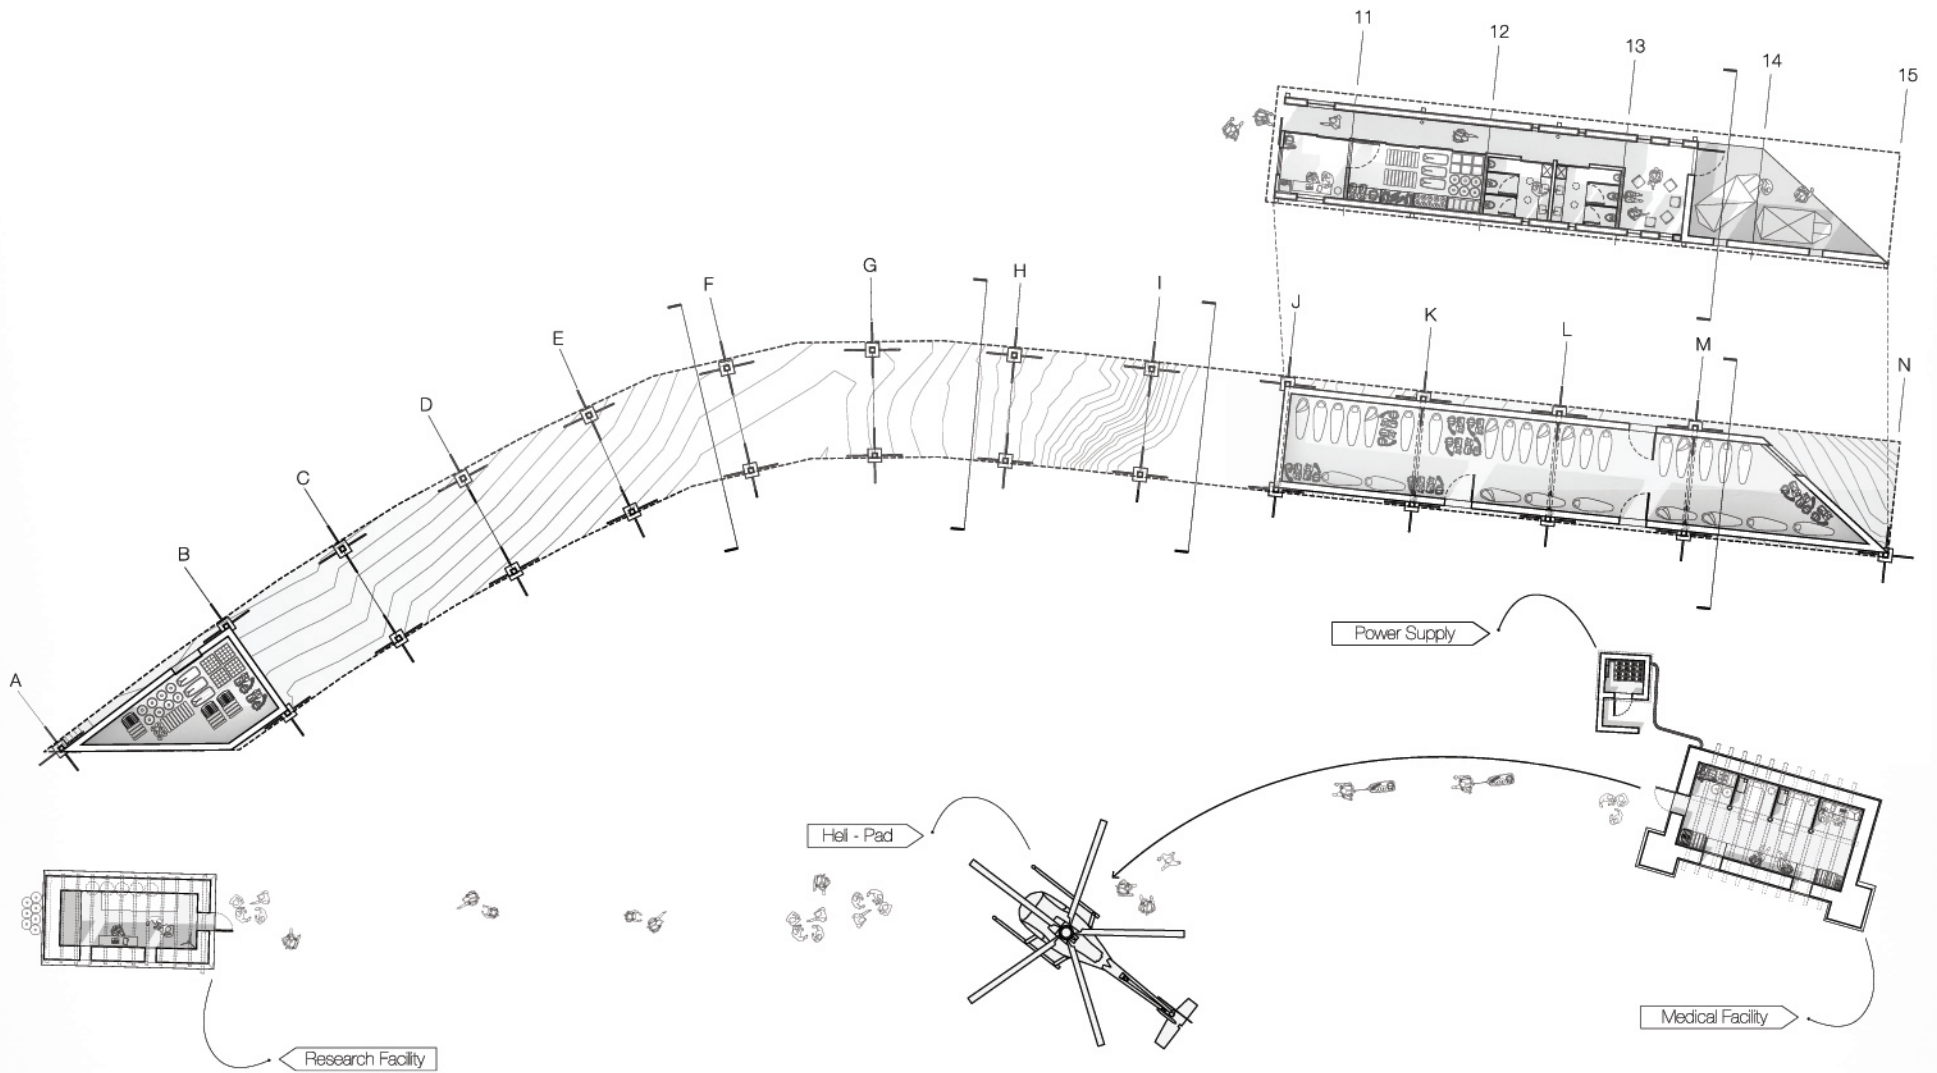 11
12
13
14
15
G
H
I
F
J
K
L
M
N
E
D
C
B
A
Power Supply
Heli - Pad
Medical Facility
Research Facility